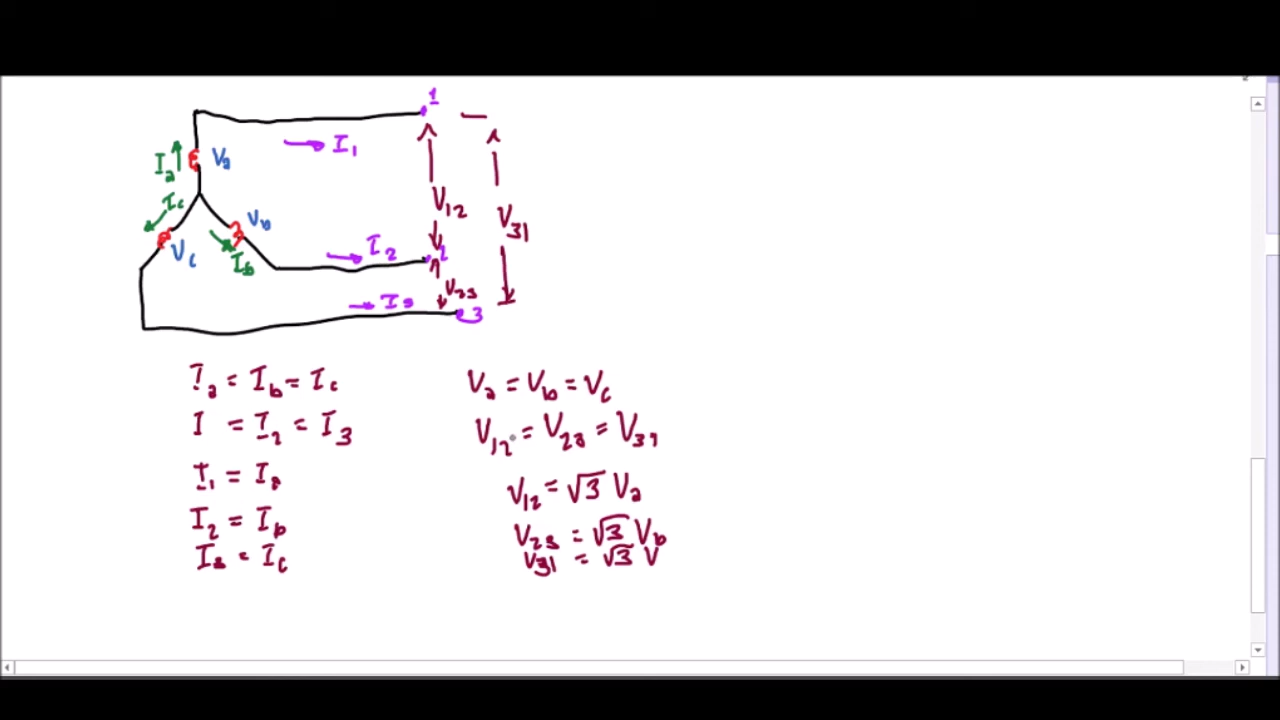 1
I1
Va
Ia
Ic
Vb
V12
V31
I2
2
Vc
Ib
V23
I3
3
Ia = Ib = Ic
Va = Vb = Vc
I = I2 = I3
V12 = V23 = V31
I1 = Ia
V12 = √3 Va
I2 = Ib
V23 = √3 Vb
I3 = Ic
V31 = √3 V